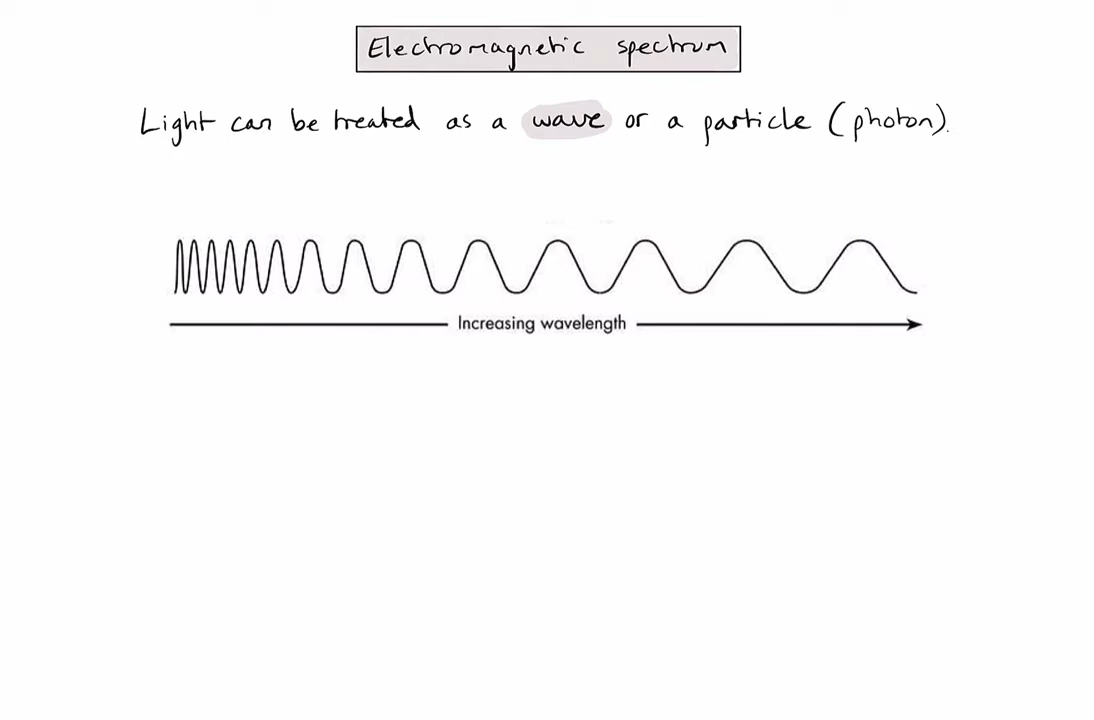 Electromagnetic spectrum
Light can be treated as a wave or a particle (photon).
Increasing wavelength